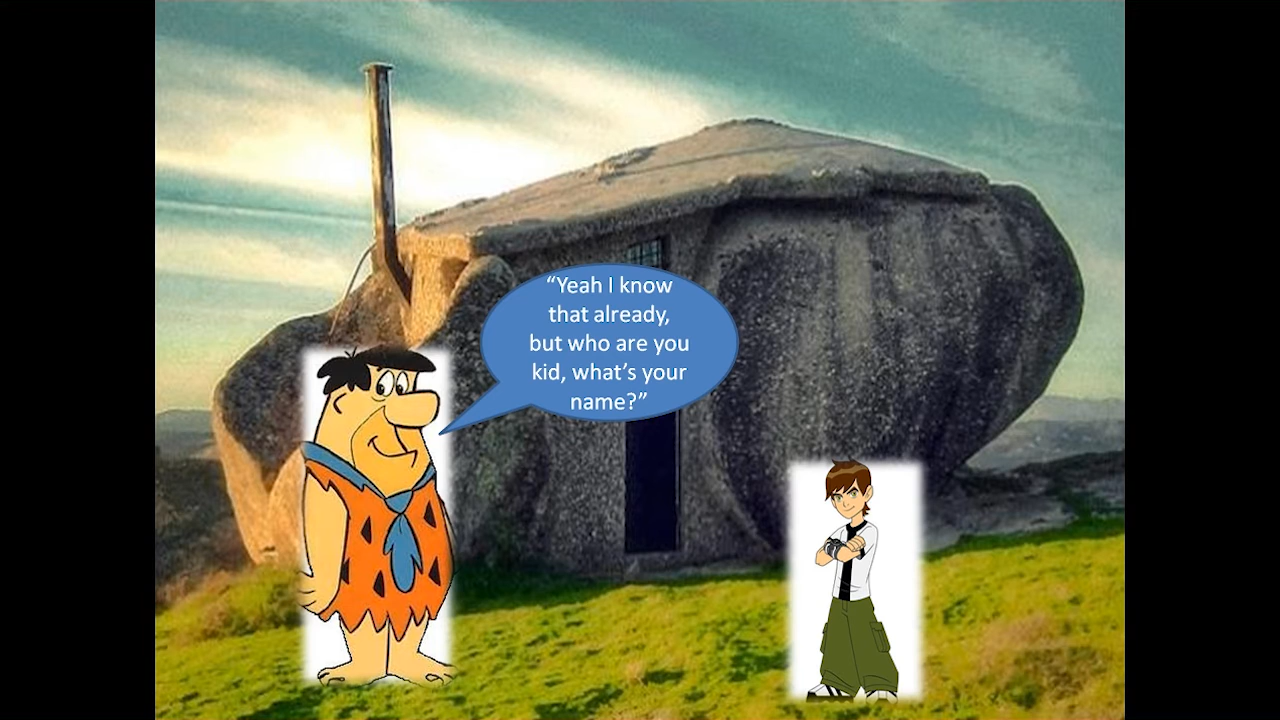 “Yeah I know
that already,
but who are you
kid, what’s your
name?”